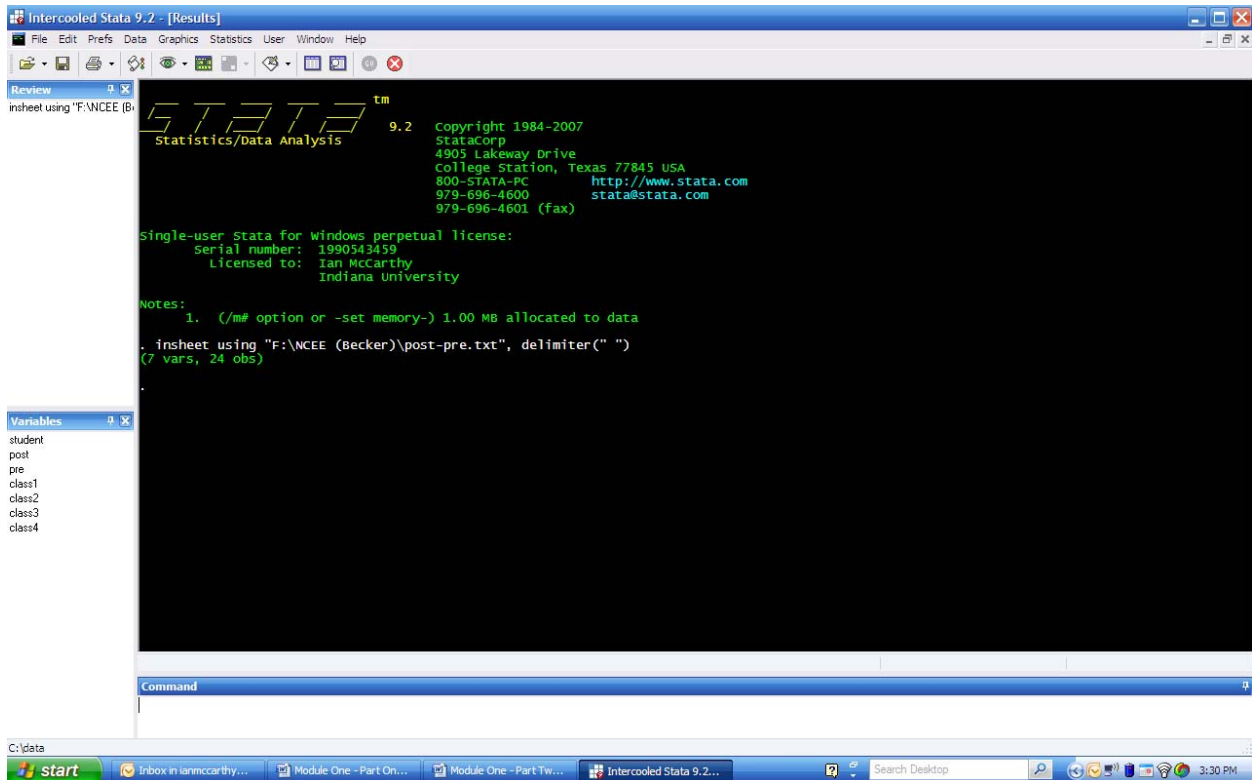 Intercooled Stata 9.2 - [Results]
File Edit Prefs Data Graphics Statistics User Window Help
Review
insheet using "F:\NCEE (B
tm
9.2 Copyright 1984-2007
Statistics/Data Analysis StataCorp
4905 Lakeway Drive
College Station, Texas 77845 USA
800-STATA-PC http://www.stata.com
979-696-4600 stata@stata.com
979-696-4601 (fax)
Single-user Stata for Windows perpetual license:
Serial number: 1990543459
Licensed to: Ian McCarthy
Indiana University
Notes:
1. (/m# option or -set memory-) 1.00 MB allocated to data
. insheet using "F:\NCEE (Becker)\post-pre.txt", delimiter(" ")
(7 vars, 24 obs)
.
Variables
student
post
pre
class1
class2
class3
class4
Command
C:\data
start Inbox in ianmccarthy... Module One - Part On... Module One - Part Tw... Intercooled Stata 9.2... Search Desktop 3:30 PM